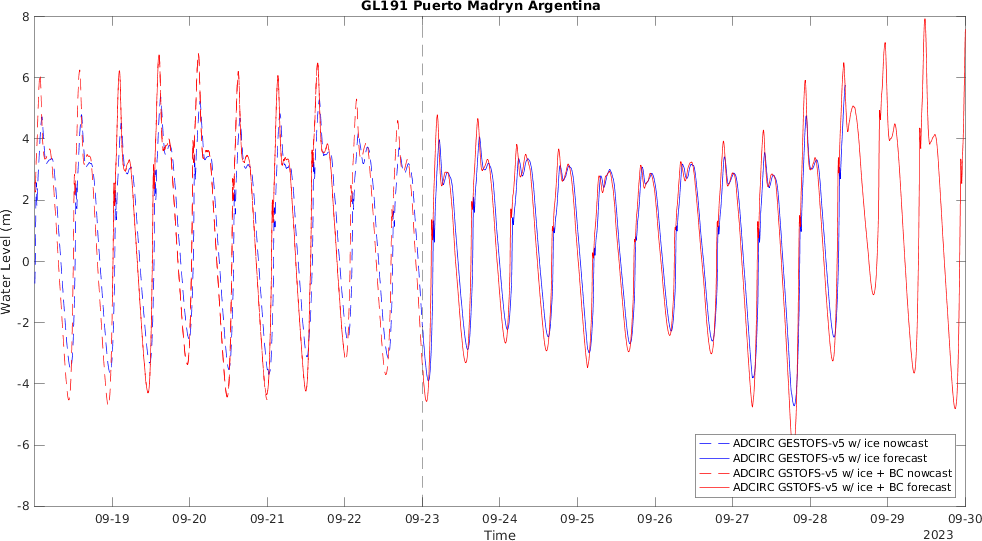 GL191 Puerto Madryn Argentina
8
6
4
2
0
-2
-4
-6
-8
Water Level (m)
ADCIRC GESTOFS-v5 w/ ice nowcast
ADCIRC GESTOFS-v5 w/ ice forecast
ADCIRC GSTOFS-v5 w/ ice + BC nowcast
ADCIRC GSTOFS-v5 w/ ice + BC forecast
09-19 09-20 09-21 09-22 09-23 09-24 09-25 09-26 09-27 09-28 09-29 09-30
Time
2023